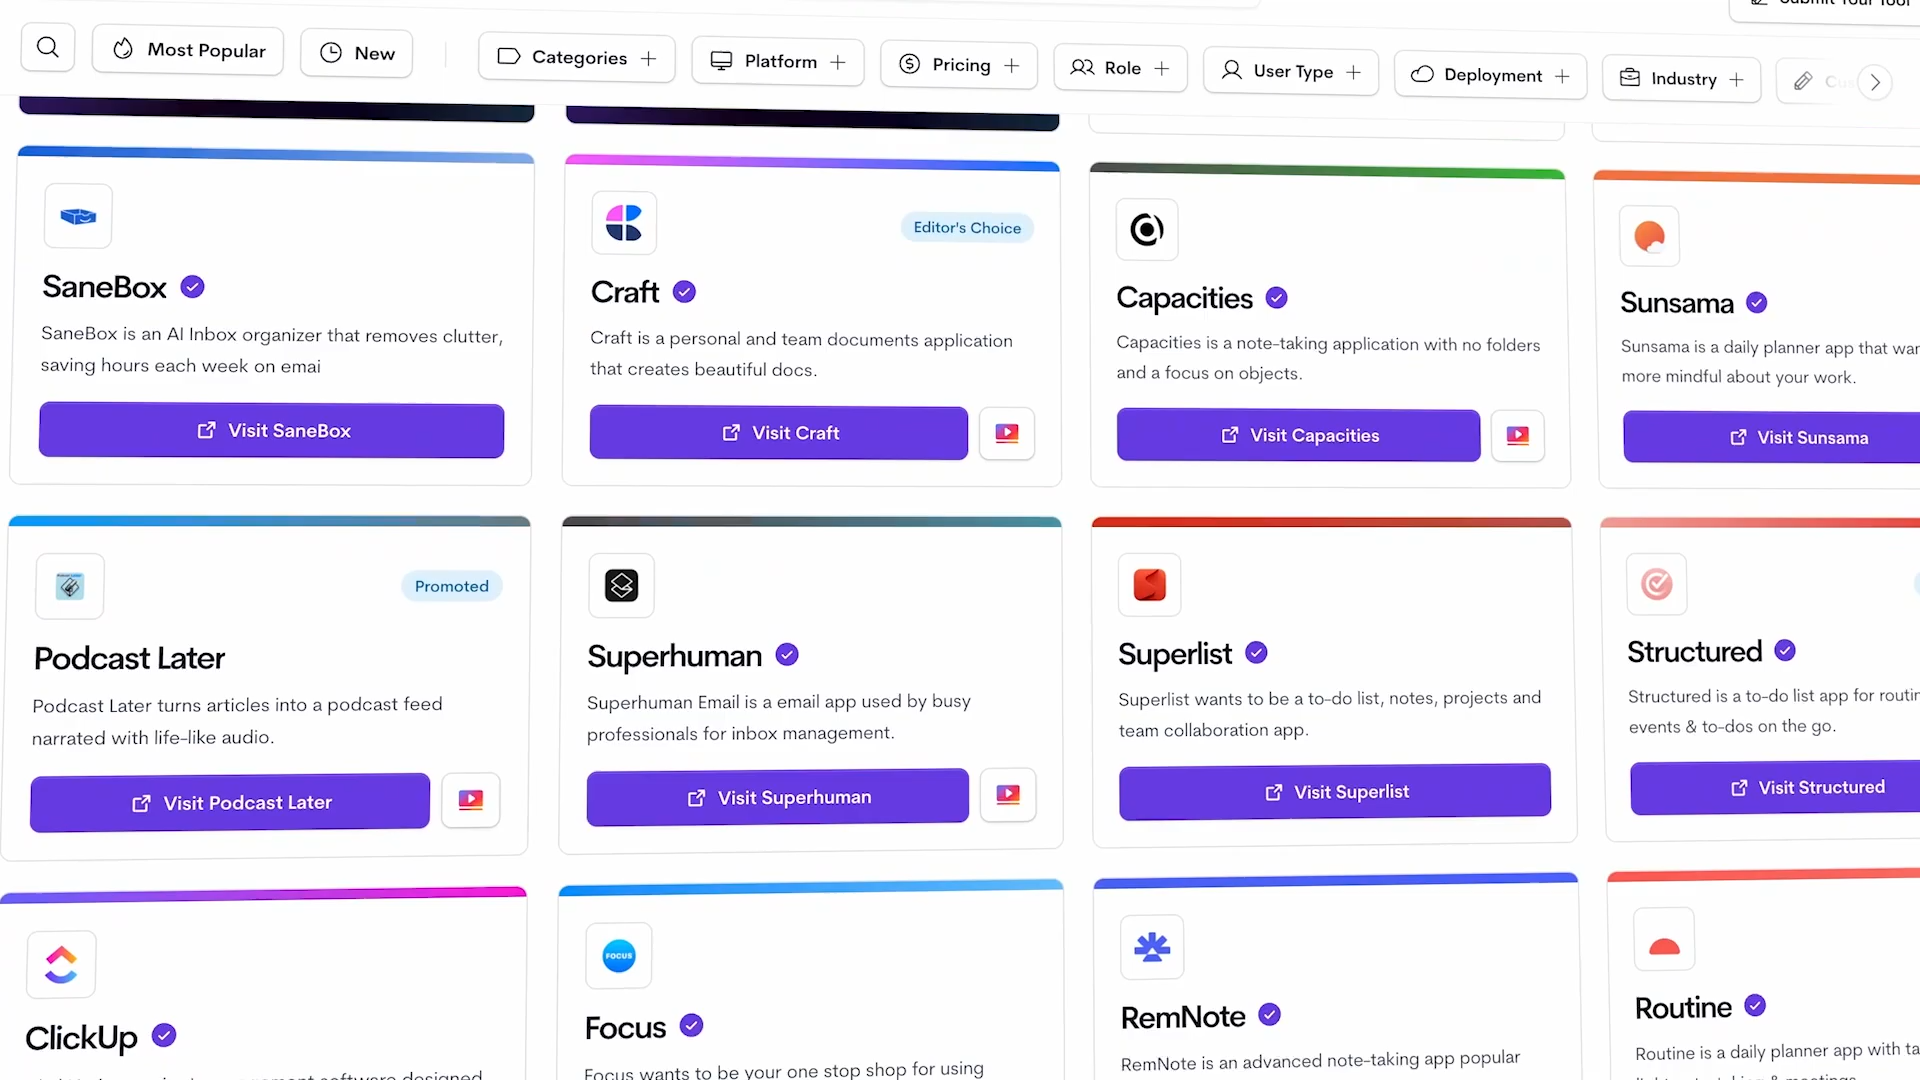 Submit Your Tool
Most Popular
New
Categories
Platform
Pricing
Role
User Type
Deployment
Industry
SaneBox
SaneBox is an AI Inbox organizer that removes clutter,
saving hours each week on emai
Visit SaneBox
Editor's Choice
Craft
Craft is a personal and team documents application
that creates beautiful docs.
Visit Craft
Capacities
Capacities is a note-taking application with no folders
and a focus on objects.
Visit Capacities
Sunsama
Sunsama is a daily planner app that
more mindful about your work.
Visit Sunsama
Promoted
Podcast Later
Podcast Later turns articles into a podcast feed
narrated with life-like audio.
Visit Podcast Later
Superhuman
Superhuman Email is a email app used by busy
professionals for inbox management.
Visit Superhuman
Superlist
Superlist wants to be a to-do list, notes, projects and
team collaboration app.
Visit Superlist
Structured
Structured is a to-do list app for
events & to-dos on the go.
Visit Structured
ClickUp
software designed
FOCUS
Focus
Focus wants to be your one stop shop for using
RemNote
RemNote is an advanced note-taking app popular
Routine
Routine is a daily planner app with